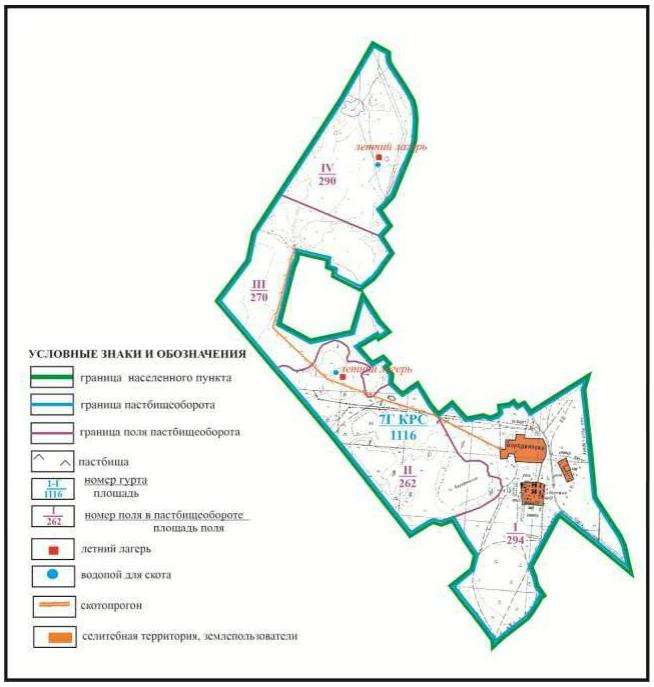 летний лагерь
IV
290
III
270
летний лагерь
7Г КРС
1116
II
262
I
294
УСЛОВНЫЕ ЗНАКИ И ОБОЗНАЧЕНИЯ
граница населенного пункта
граница пастбищеоборота
граница поля пастбищеоборота
пастбища
1-Г
1116
номер гурта
площадь
I
262
номер поля в пастбищеобороте
площадь поля
летний лагерь
водопой для скота
скотопрогон
селитебная территория, землепользователи